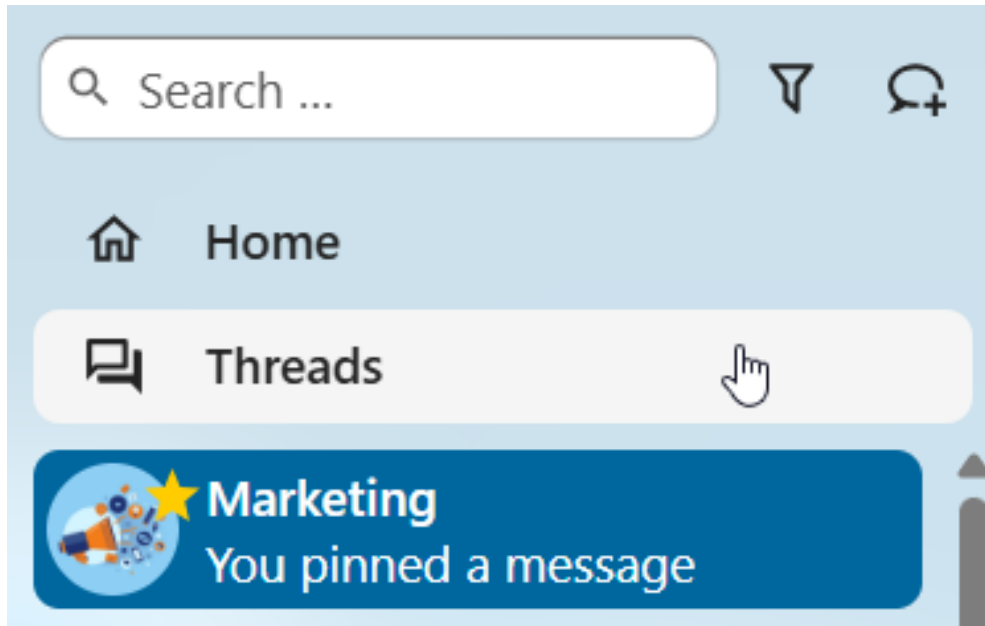 Search ...
Home
Threads
Marketing
You pinned a message